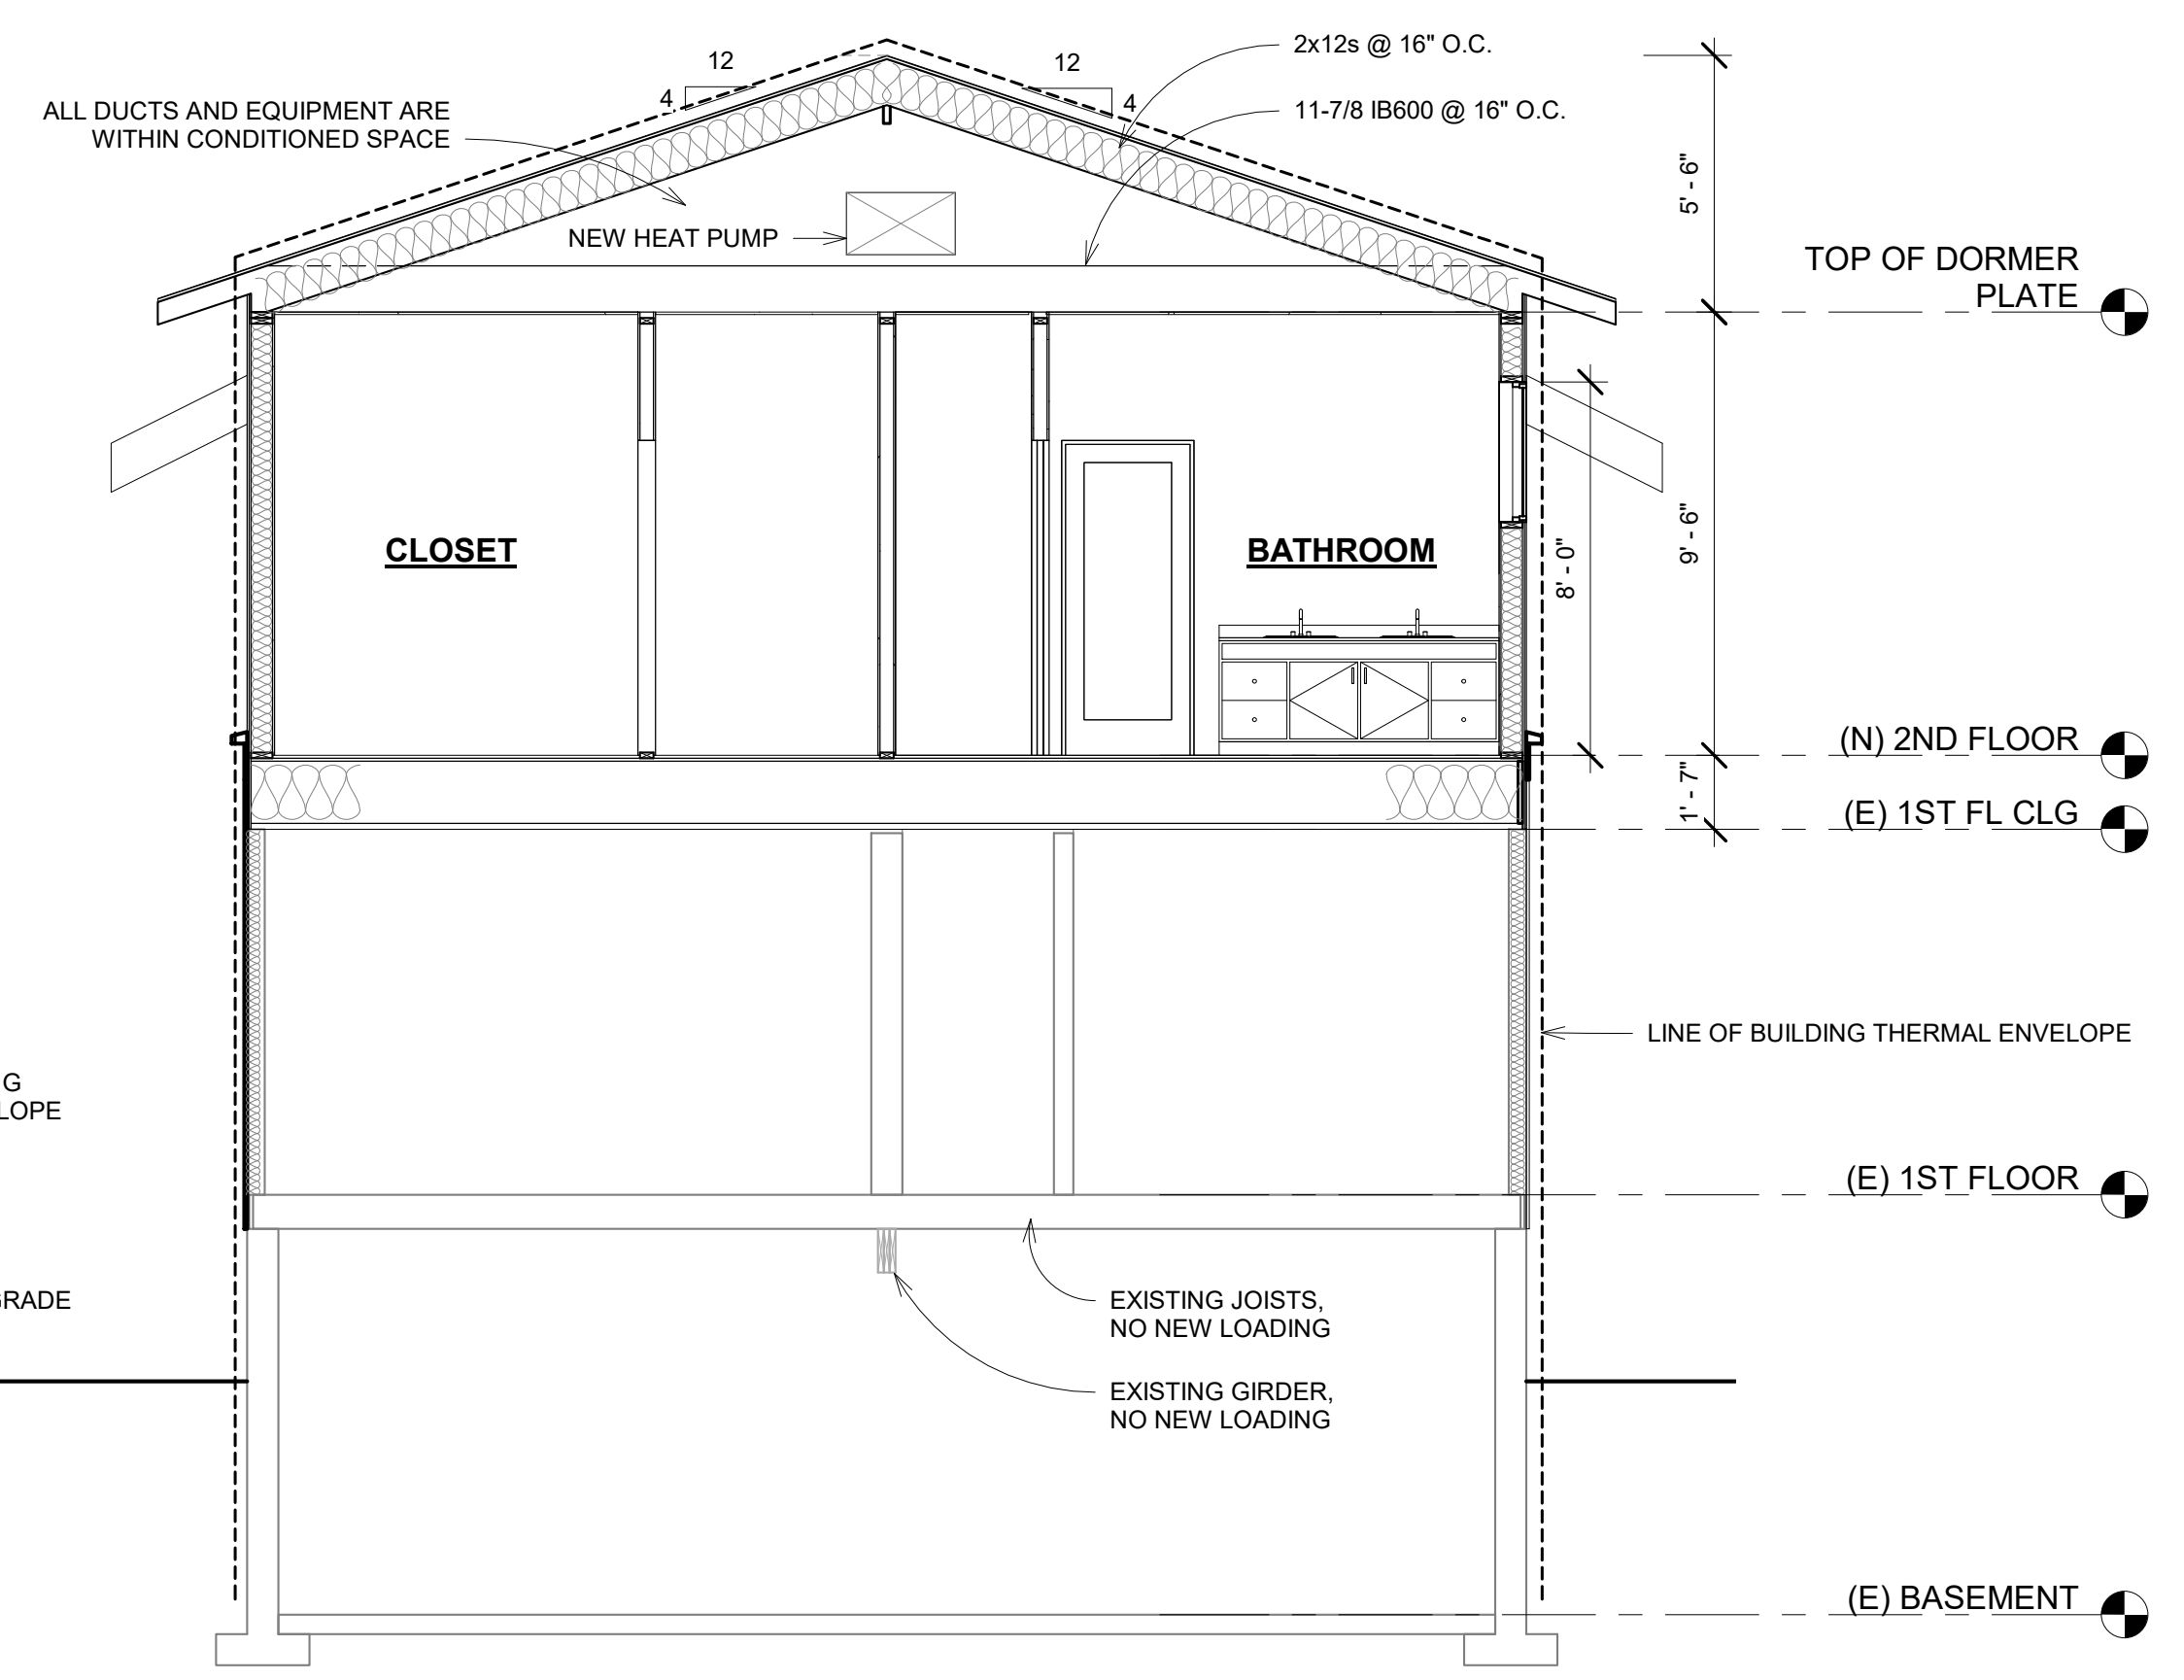 12
12
4
4
2x12s @ 16" O.C.
11-7/8 IB600 @ 16" O.C.
ALL DUCTS AND EQUIPMENT ARE
WITHIN CONDITIONED SPACE
NEW HEAT PUMP
5' - 6"
TOP OF DORMER
PLATE
CLOSET
BATHROOM
8' - 0"
9' - 6"
(N) 2ND FLOOR
1' - 7"
(E) 1ST FL CLG
LINE OF BUILDING THERMAL ENVELOPE
G
LOPE
(E) 1ST FLOOR
EXISTING JOISTS,
NO NEW LOADING
RADE
EXISTING GIRDER,
NO NEW LOADING
(E) BASEMENT